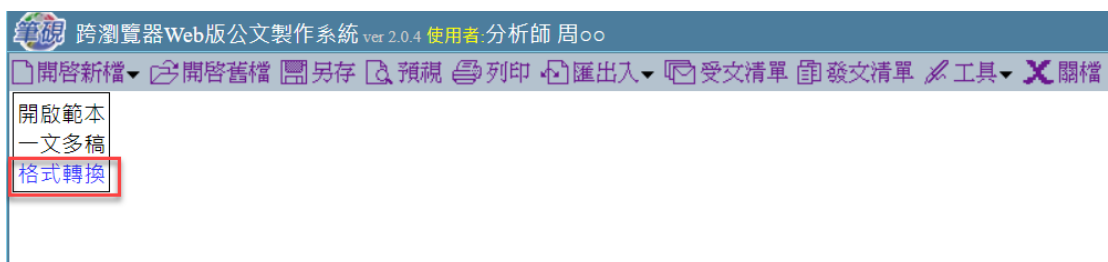 筆硯 跨瀏覽器Web版公文製作系統 ver 2.0.4 使用者:分析師 周○○
開啓新檔 開啓舊檔 另存 預視 列印 匯出入 受文清單 發文清單 工具 關檔
開啟範本
一文多稿
格式轉換